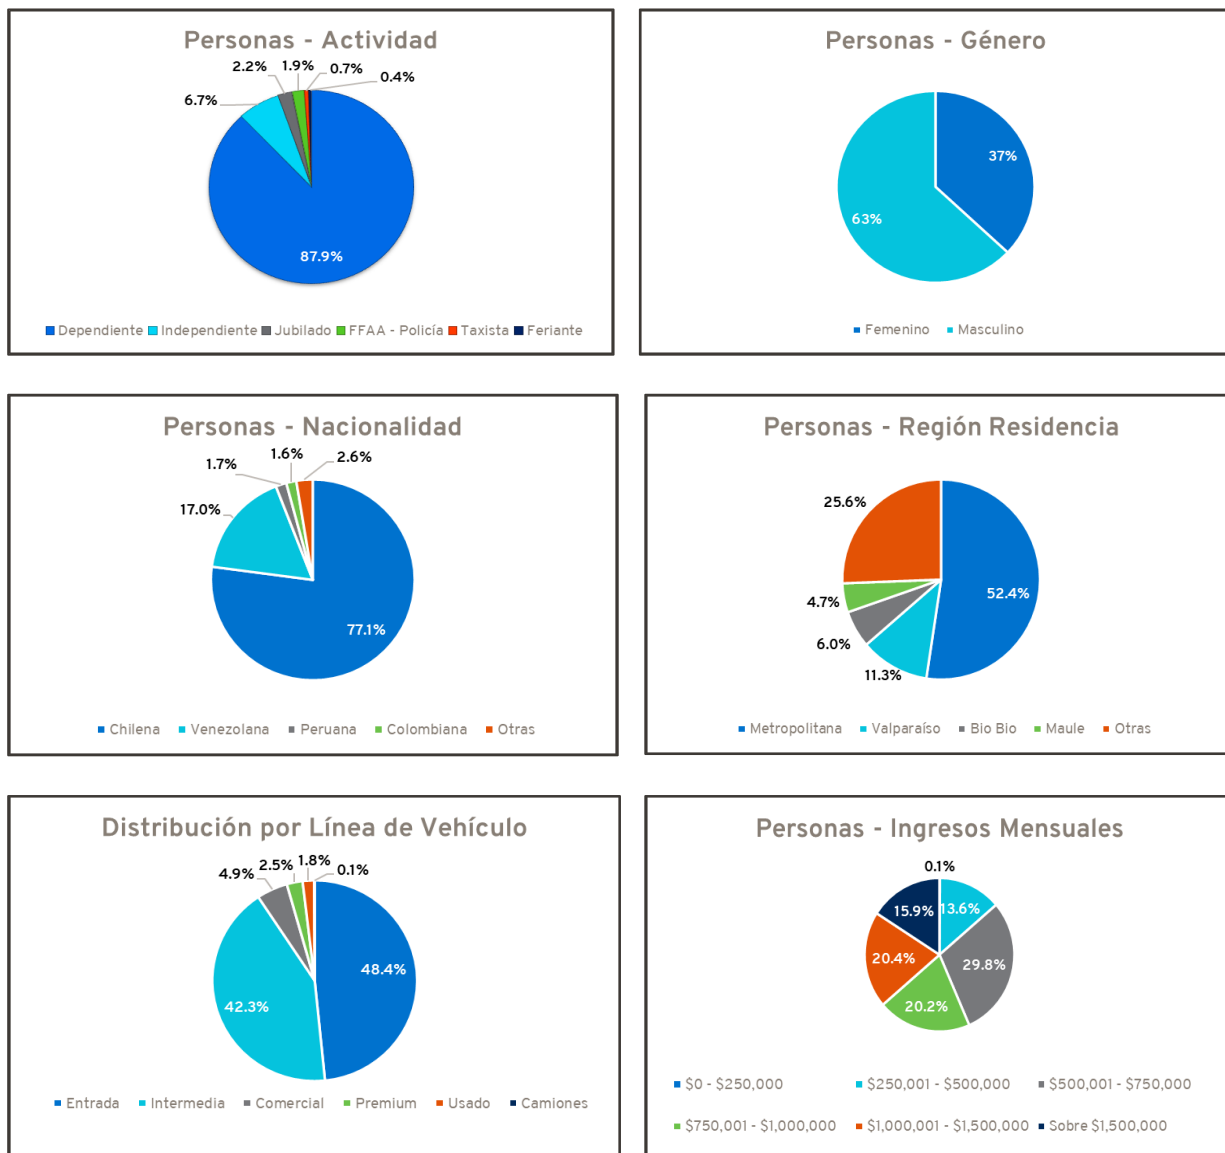 Personas - Actividad
2.2% 1.9% 0.7%
0.4%
6.7%
87.9%
Dependiente Independiente Jubilado FFAA - Policía Taxista Feriante
Personas - Género
37%
63%
Femenino Masculino
Personas - Nacionalidad
1.6% 2.6%
1.7%
17.0%
77.1%
Chilena Venezolana Peruana Colombiana Otras
Personas - Región Residencia
25.6%
52.4%
4.7%
6.0%
11.3%
Metropolitana Valparaíso Bio Bio Maule Otras
Distribución por Línea de Vehículo
4.9% 2.5% 1.8% 0.1%
48.4%
42.3%
Entrada Intermedia Comercial Premium Usado Camiones
Personas - Ingresos Mensuales
0.1%
15.9% 13.6%
20.4% 29.8%
20.2%
$0 - $250,000 $250,001 - $500,000 $500,001 - $750,000
$750,001 - $1,000,000 $1,000,001 - $1,500,000 Sobre $1,500,000